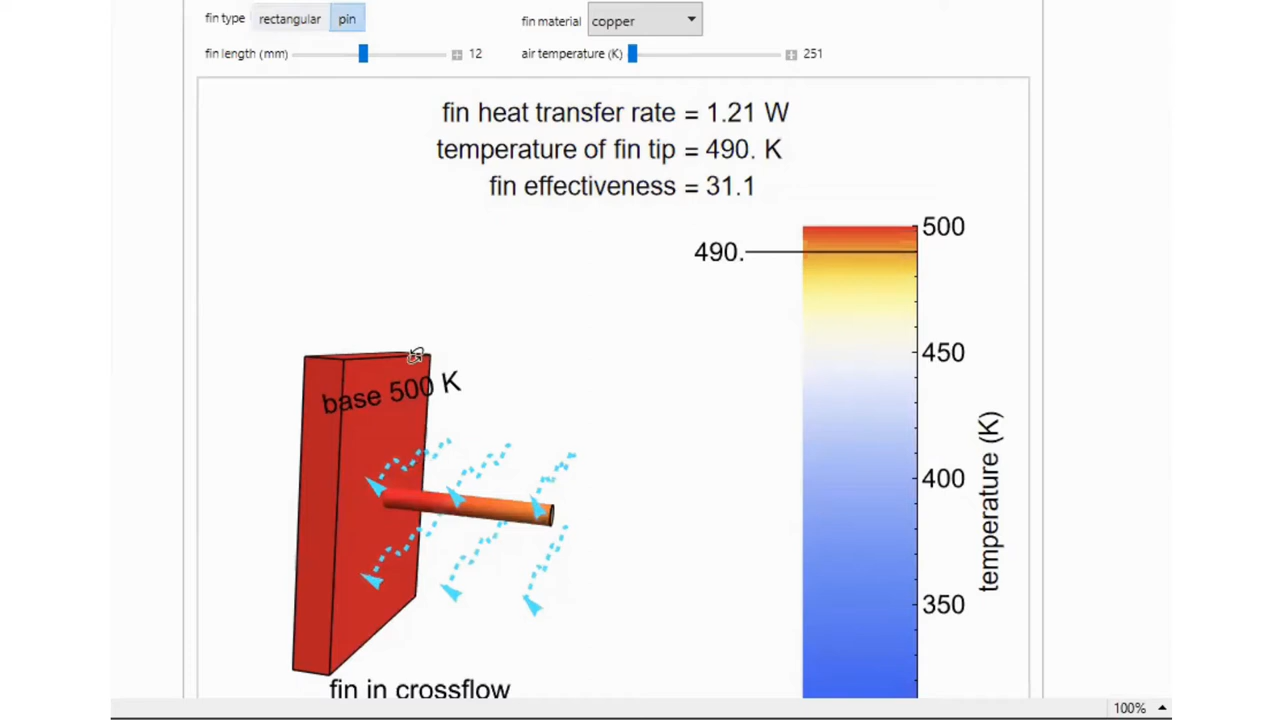 fin type rectangular pin fin material copper
fin length (mm) 12 air temperature (K) 251
fin heat transfer rate = 1.21 W
temperature of fin tip = 490. K
fin effectiveness = 31.1
500
490.
450
base 500 K
400
temperature (K)
350
fin in crossflow
100%